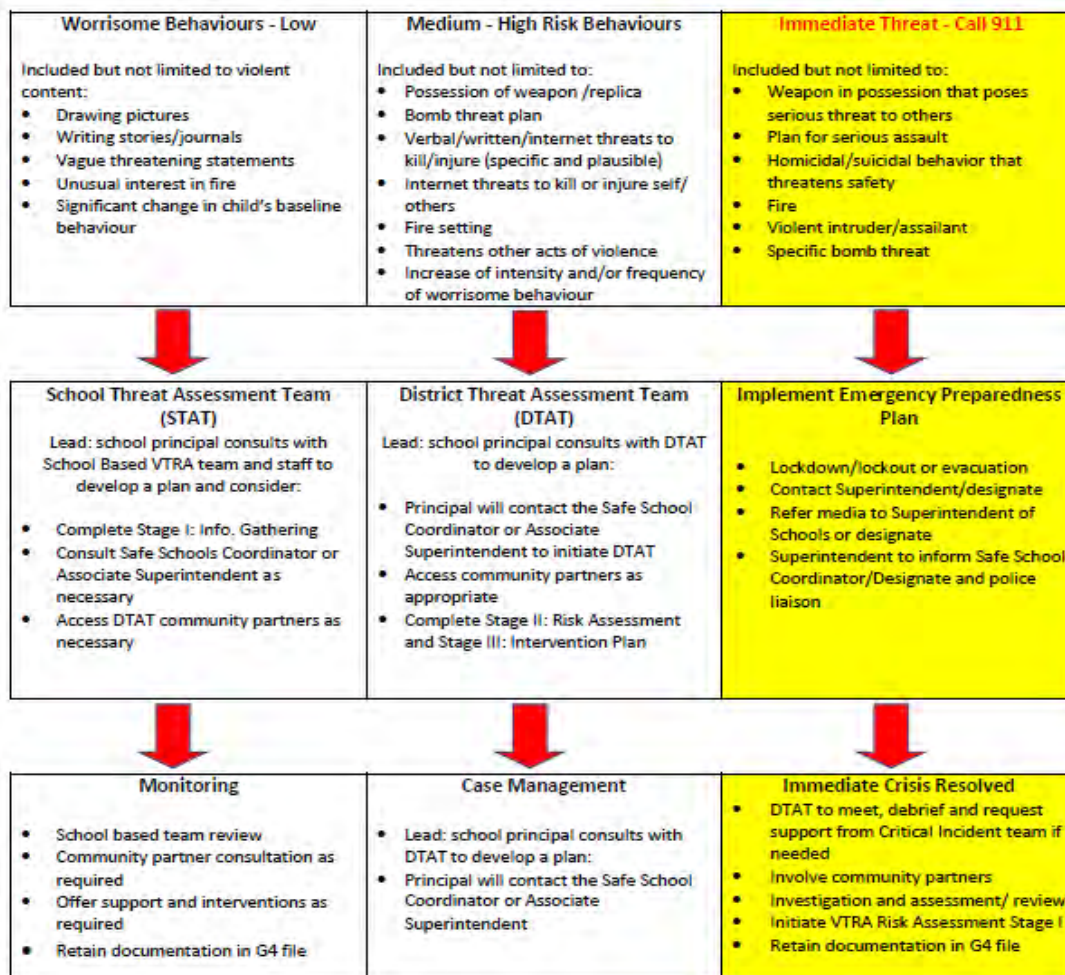 Worrisome Behaviours - Low
Included but not limited to violent
content:
• Drawing pictures
• Writing stories/journals
• Vague threatening statements
• Unusual interest in fire
• Significant change in child's baseline
behaviour
Medium - High Risk Behaviours
Included but not limited to:
• Possession of weapon /replica
• Bomb threat plan
• Verbal/written/internet threats to
kill/injure (specific and plausible)
• Internet threats to kill or injure self/
others
• Fire setting
• Threatens other acts of violence
• Increase of intensity and/or frequency
of worrisome behaviour
Immediate Threat - Call 911
Included but not limited to:
• Weapon in possession that poses
serious threat to others
• Plan for serious assault
• Homicidal/suicidal behavior that
threatens safety
• Fire
• Violent intruder/assailant
• Specific bomb threat
School Threat Assessment Team
(STAT)
Lead: school principal consults with
School Based VTRA team and staff to
develop a plan and consider:
• Complete Stage I: Info. Gathering
• Consult Safe Schools Coordinator or
Associate Superintendent as
necessary
• Access DTAT community partners as
necessary
District Threat Assessment Team
(DTAT)
Lead: school principal consults with DTAT
to develop a plan:
• Principal will contact the Safe School
Coordinator or Associate
Superintendent to initiate DTAT
• Access community partners as
appropriate
• Complete Stage II: Risk Assessment
and Stage III: Intervention Plan
Implement Emergency Preparedness
Plan
• Lockdown/lockout or evacuation
• Contact Superintendent/designate
• Refer media to Superintendent of
Schools or designate
• Superintendent to inform Safe School
Coordinator/Designate and police
liaison
Monitoring
• School based team review
• Community partner consultation as
required
• Offer support and interventions as
required
• Retain documentation in G4 file
Case Management
• Lead: school principal consults with
DTAT to develop a plan:
• Principal will contact the Safe School
Coordinator or Associate
Superintendent
Immediate Crisis Resolved
• DTAT to meet, debrief and request
support from Critical Incident team if
needed
• Involve community partners
• Investigation and assessment/ review
• Initiate VTRA Risk Assessment Stage I
• Retain documentation in G4 file